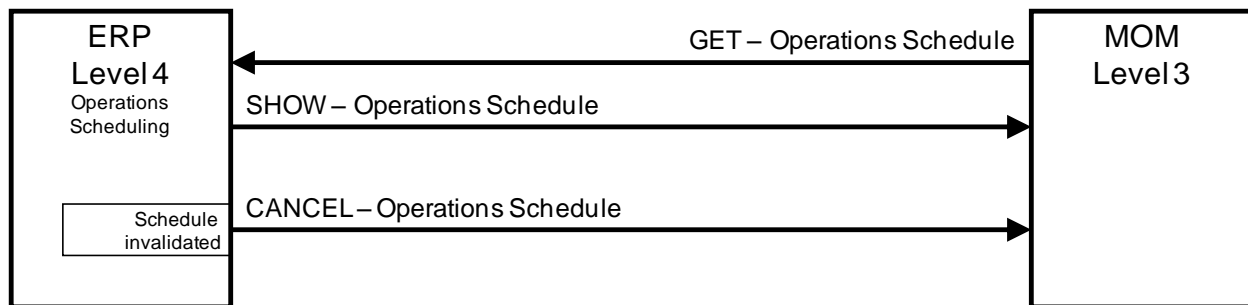 ERP
Level 4
Operations
Scheduling
GET – Operations Schedule
MOM
Level 3
SHOW – Operations Schedule
CANCEL – Operations Schedule
Schedule
invalidated